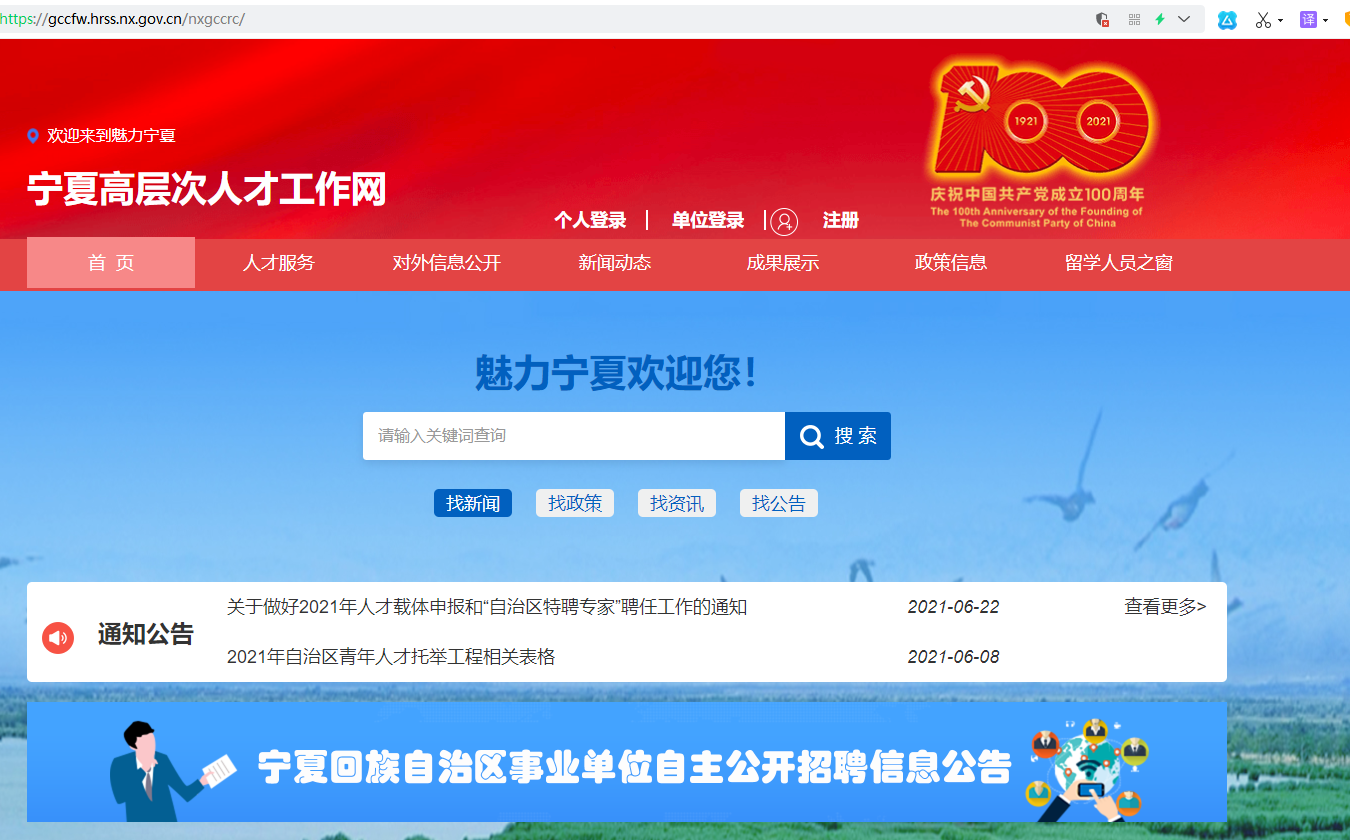 https://gccfw.hrss.nx.gov.cn/nxgccrc/
译
欢迎来到魅力宁夏
宁夏高层次人才工作网
个人登录
单位登录
注册
1921
2021
庆祝中国共产党成立100周年
The 100th Anniversary of the Founding of
The Communist Party of China
首 页
人才服务
对外信息公开
新闻动态
成果展示
政策信息
留学人员之窗
魅力宁夏欢迎您！
请输入关键词查询
搜 索
找新闻
找政策
找资讯
找公告
通知公告
关于做好2021年人才载体申报和“自治区特聘专家”聘任工作的通知
2021-06-22
查看更多>
2021年自治区青年人才托举工程相关表格
2021-06-08
宁夏回族自治区事业单位自主公开招聘信息公告